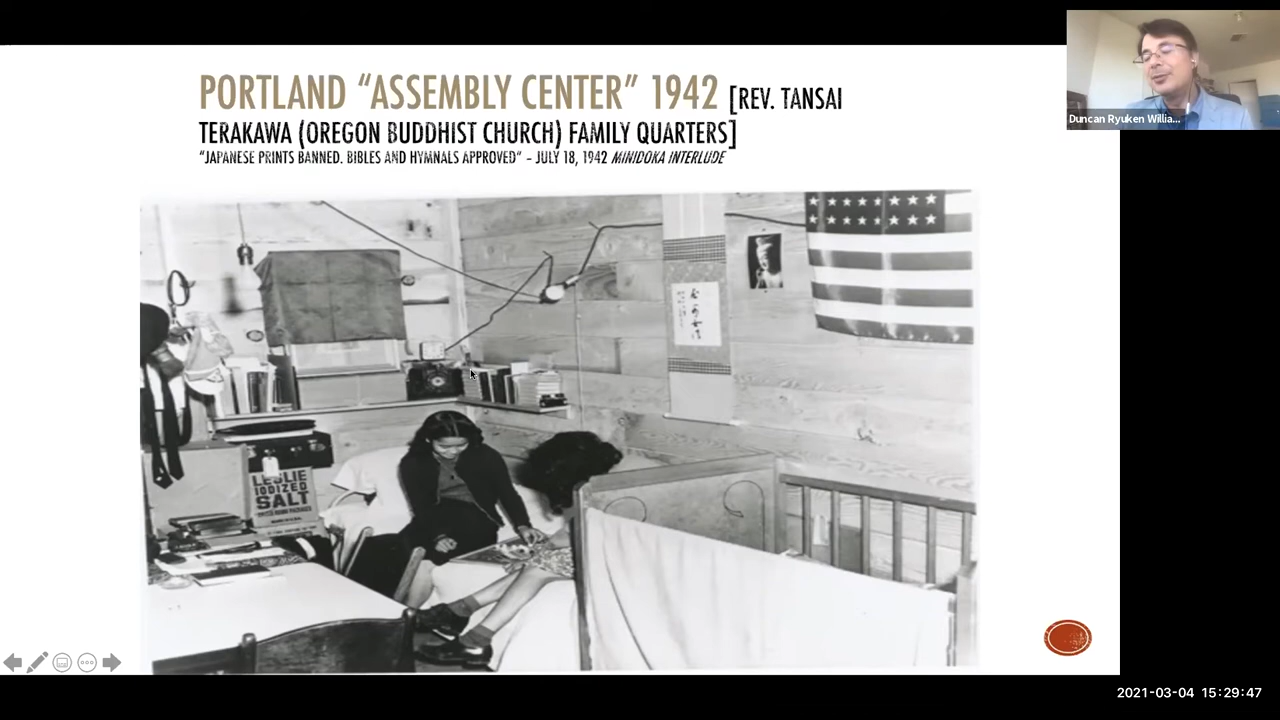 PORTLAND “ASSEMBLY CENTER” 1942 [REV. TANSAI
TERAKAWA (OREGON BUDDHIST CHURCH) FAMILY QUARTERS]
“JAPANESE PRINTS BANNED. BIBLES AND HYMNALS APPROVED” – JULY 18, 1942 MINIDOKA INTERLUDE
Duncan Ryuken Willia...
LESLIE
IODIZED
SALT
2021-03-04 15:29:47